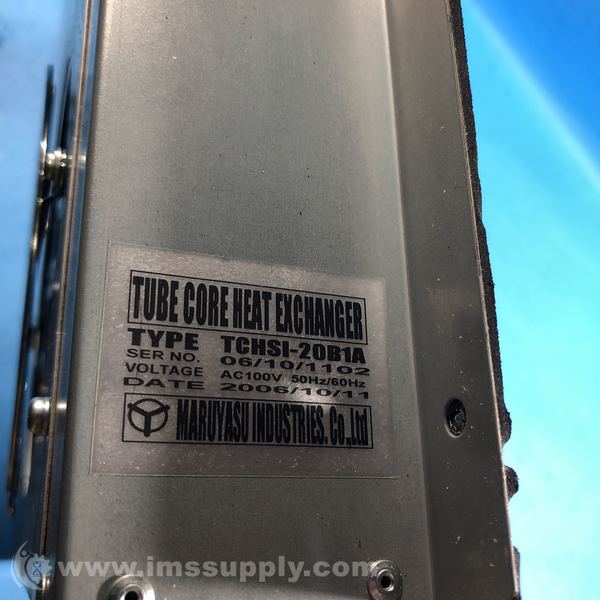 TUBE CORE HEAT EXCHANGER
TYPE TCHSI-20B1A
SER NO. 06/10/1102
VOLTAGE AC100V 50Hz/60Hz
DATE 2006/10/11
MARUYASU INDUSTRIES. Co.,Ltd
www.imssupply.com